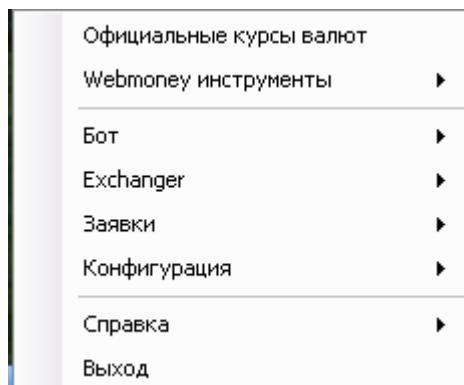 Официальные курсы валют
Webmoney инструменты
Бот
Exchanger
Заявки
Конфигурация
Справка
Выход